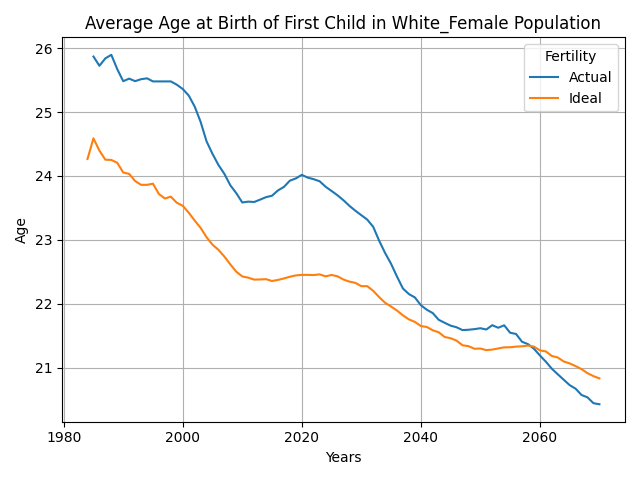 Average Age at Birth of First Child in White_Female Population
Fertility
Actual
Ideal
Age
26
25
24
23
22
21
1980
2000
2020
2040
2060
Years